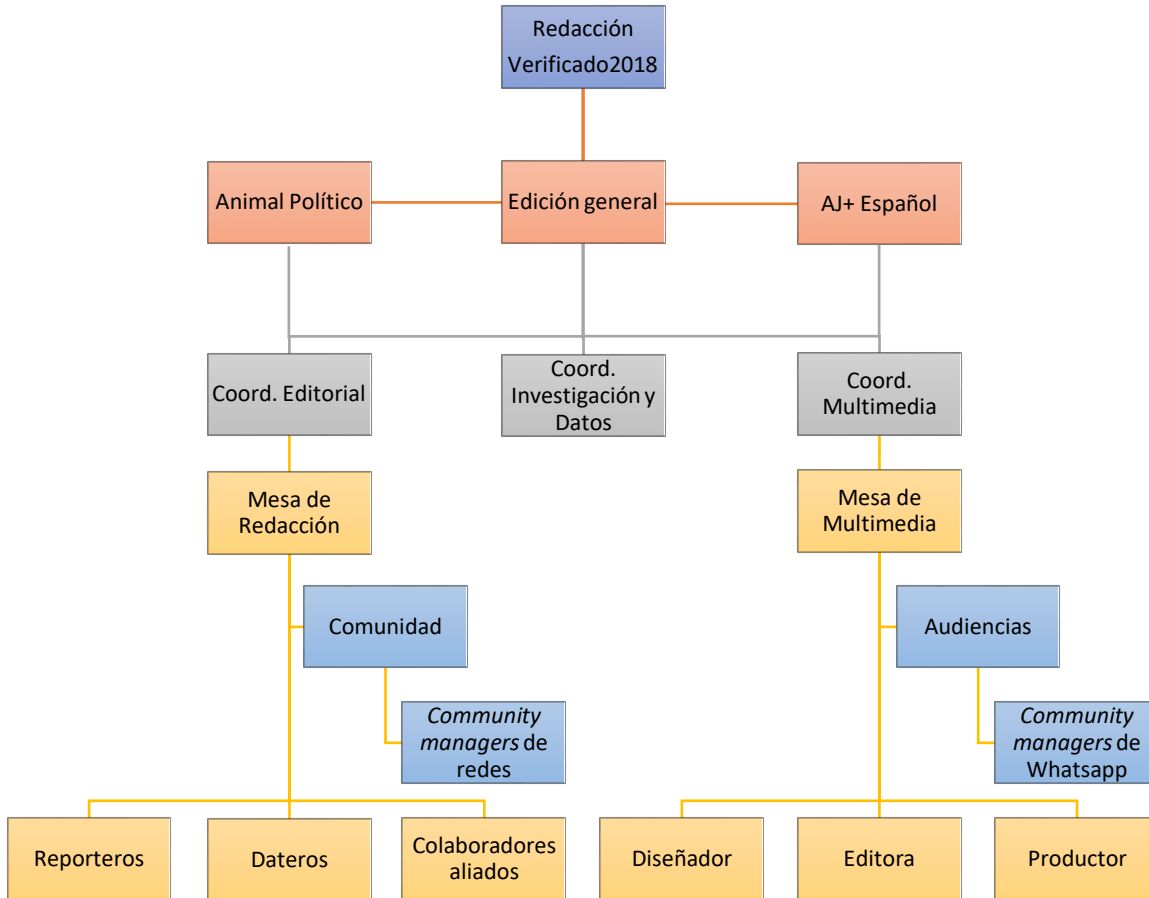 Redacción
Verificado2018
Animal Político
Edición general
AJ+ Español
Coord. Editorial
Coord.
Investigación y
Datos
Coord.
Multimedia
Mesa de
Redacción
Mesa de
Multimedia
Comunidad
Audiencias
Community
managers de
redes
Community
managers de
Whatsapp
Reporteros
Dateros
Colaboradores
aliados
Diseñador
Editora
Productor